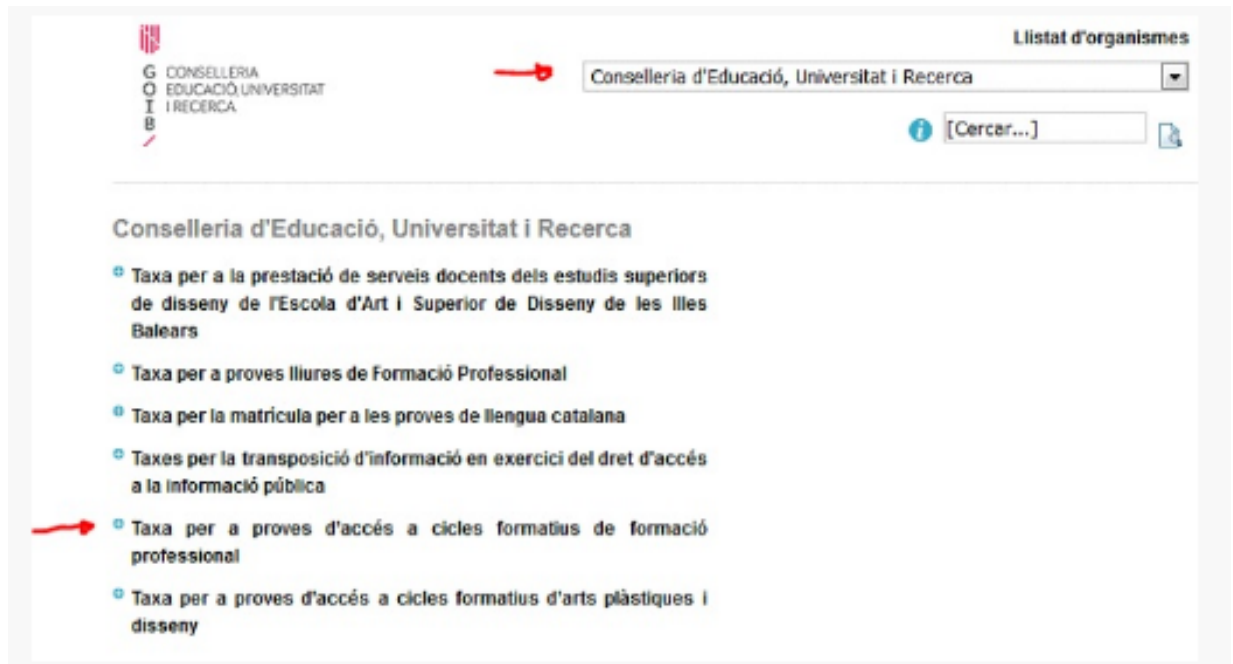 Llistat d'organismes
G CONSELLERIA
O EDUCACIÓ, UNIVERSITAT
I I RECERCA
B
/
Conselleria d'Educació, Universitat i Recerca
[Cercar...]
Conselleria d'Educació, Universitat i Recerca
Taxa per a la prestació de serveis docents dels estudis superiors
de disseny de l'Escola d'Art i Superior de Disseny de les Illes
Balears
Taxa per a proves lliures de Formació Professional
Taxa per la matrícula per a les proves de llengua catalana
Taxes per la transposició d'informació en exercici del dret d'accés
a la informació pública
Taxa per a proves d'accés a cicles formatius de formació
professional
Taxa per a proves d'accés a cicles formatius d'arts plàstiques i
disseny